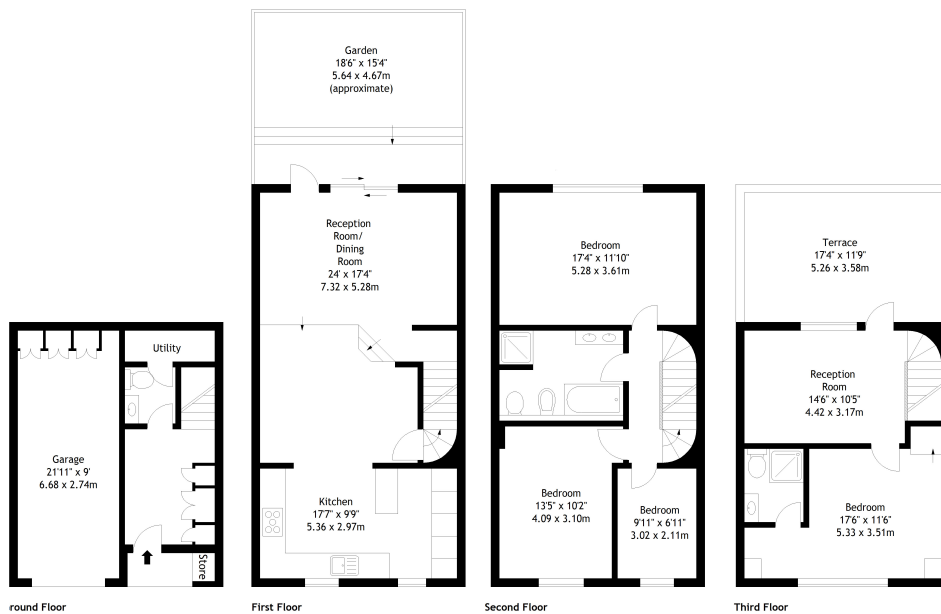 Garden
18'6" x 15'4"
5.64 x 4.67m
(approximate)
Reception
Room/
Dining
Room
24' x 17'4"
7.32 x 5.28m
Bedroom
17'4" x 11'10"
5.28 x 3.61m
Terrace
17'4" x 11'9"
5.26 x 3.58m
Utility
Reception
Room
14'6" x 10'5"
4.42 x 3.17m
Garage
21'11" x 9'
6.68 x 2.74m
Kitchen
17'7" x 9'9"
5.36 x 2.97m
Bedroom
13'5" x 10'2"
4.09 x 3.10m
Bedroom
9'11" x 6'11"
3.02 x 2.11m
Bedroom
17'6" x 11'6"
5.33 x 3.51m
Store
round Floor
First Floor
Second Floor
Third Floor